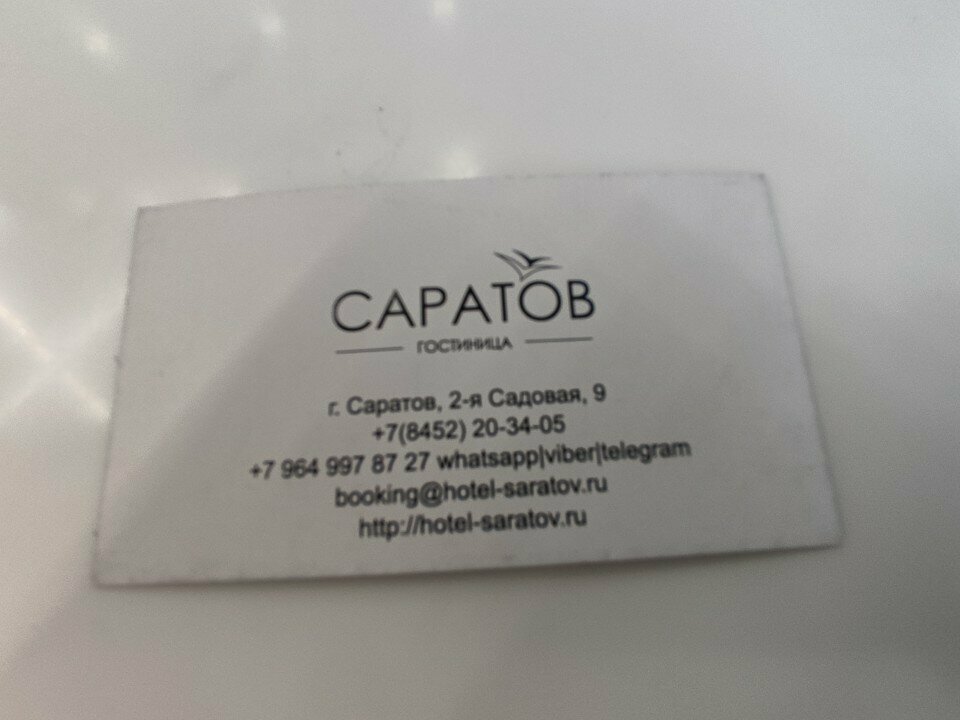 САРАТОВ
ГОСТИНИЦА
г. Саратов, 2-я Садовая, 9
+7(8452) 20-34-05
+7 964 997 87 27 whatsapp|viber|telegram
booking@hotel-saratov.ru
http://hotel-saratov.ru